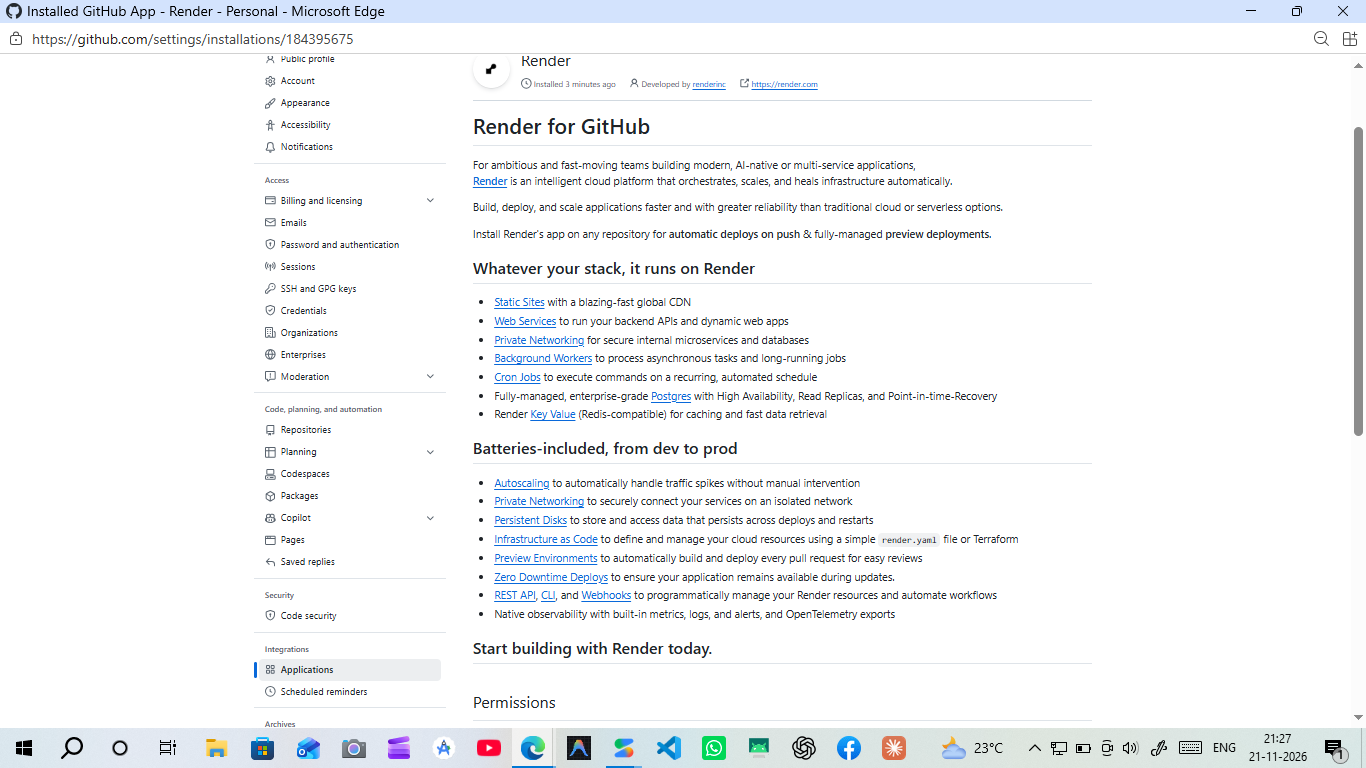 Installed GitHub App - Render - Personal - Microsoft Edge
https://github.com/settings/installations/184395675
Public profile
Account
Appearance
Accessibility
Notifications
Access
Billing and licensing
Emails
Password and authentication
Sessions
SSH and GPG keys
Credentials
Organizations
Enterprises
Moderation
Code, planning, and automation
Repositories
Planning
Codespaces
Packages
Copilot
Pages
Saved replies
Security
Code security
Integrations
Applications
Scheduled reminders
Archives
Render
Installed 3 minutes ago Developed by renderinc https://render.com
Render for GitHub
For ambitious and fast-moving teams building modern, AI-native or multi-service applications,
Render is an intelligent cloud platform that orchestrates, scales, and heals infrastructure automatically.
Build, deploy, and scale applications faster and with greater reliability than traditional cloud or serverless options.
Install Render's app on any repository for automatic deploys on push & fully-managed preview deployments.
Whatever your stack, it runs on Render
• Static Sites with a blazing-fast global CDN
• Web Services to run your backend APIs and dynamic web apps
• Private Networking for secure internal microservices and databases
• Background Workers to process asynchronous tasks and long-running jobs
• Cron Jobs to execute commands on a recurring, automated schedule
• Fully-managed, enterprise-grade Postgres with High Availability, Read Replicas, and Point-in-time-Recovery
• Render Key Value (Redis-compatible) for caching and fast data retrieval
Batteries-included, from dev to prod
• Autoscaling to automatically handle traffic spikes without manual intervention
• Private Networking to securely connect your services on an isolated network
• Persistent Disks to store and access data that persists across deploys and restarts
• Infrastructure as Code to define and manage your cloud resources using a simple render.yaml file or Terraform
• Preview Environments to automatically build and deploy every pull request for easy reviews
• Zero Downtime Deploys to ensure your application remains available during updates.
• REST API, CLI, and Webhooks to programmatically manage your Render resources and automate workflows
• Native observability with built-in metrics, logs, and alerts, and OpenTelemetry exports
Start building with Render today.
Permissions
23°C
ENG
21:27
21-11-2026
1